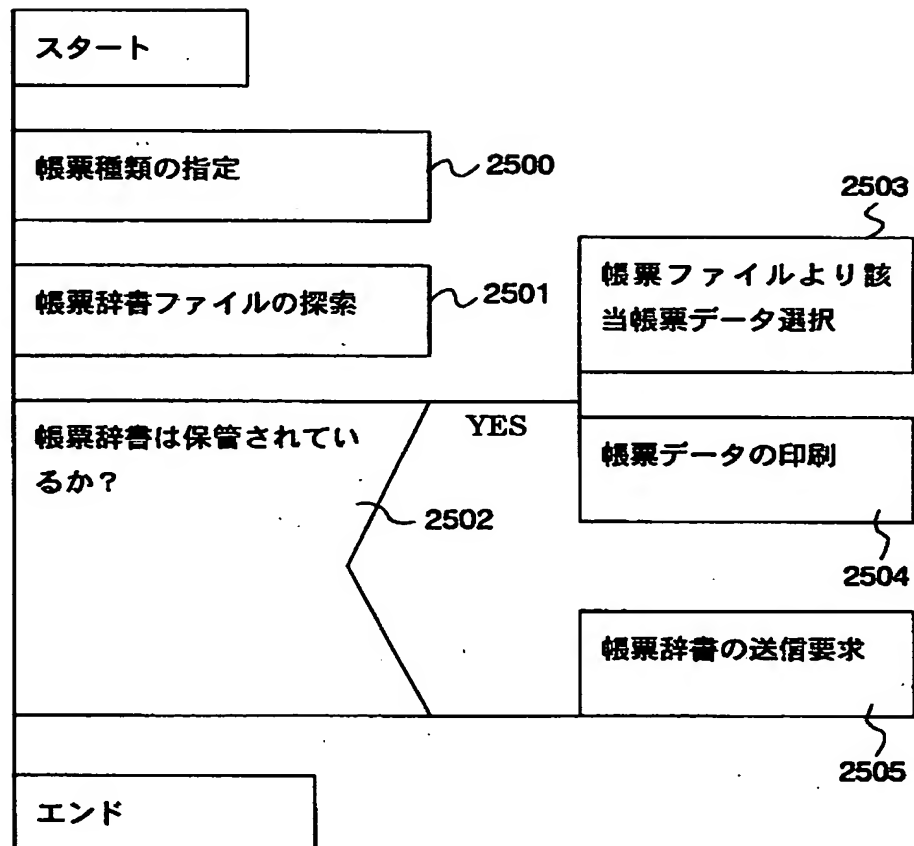 スタート
帳票種類の指定
2500
帳票辞書ファイルの探索
2501
帳票辞書は保管されてい
るか？
2502
YES
2503
帳票ファイルより該
当帳票データ選択
帳票データの印刷
2504
帳票辞書の送信要求
2505
エンド